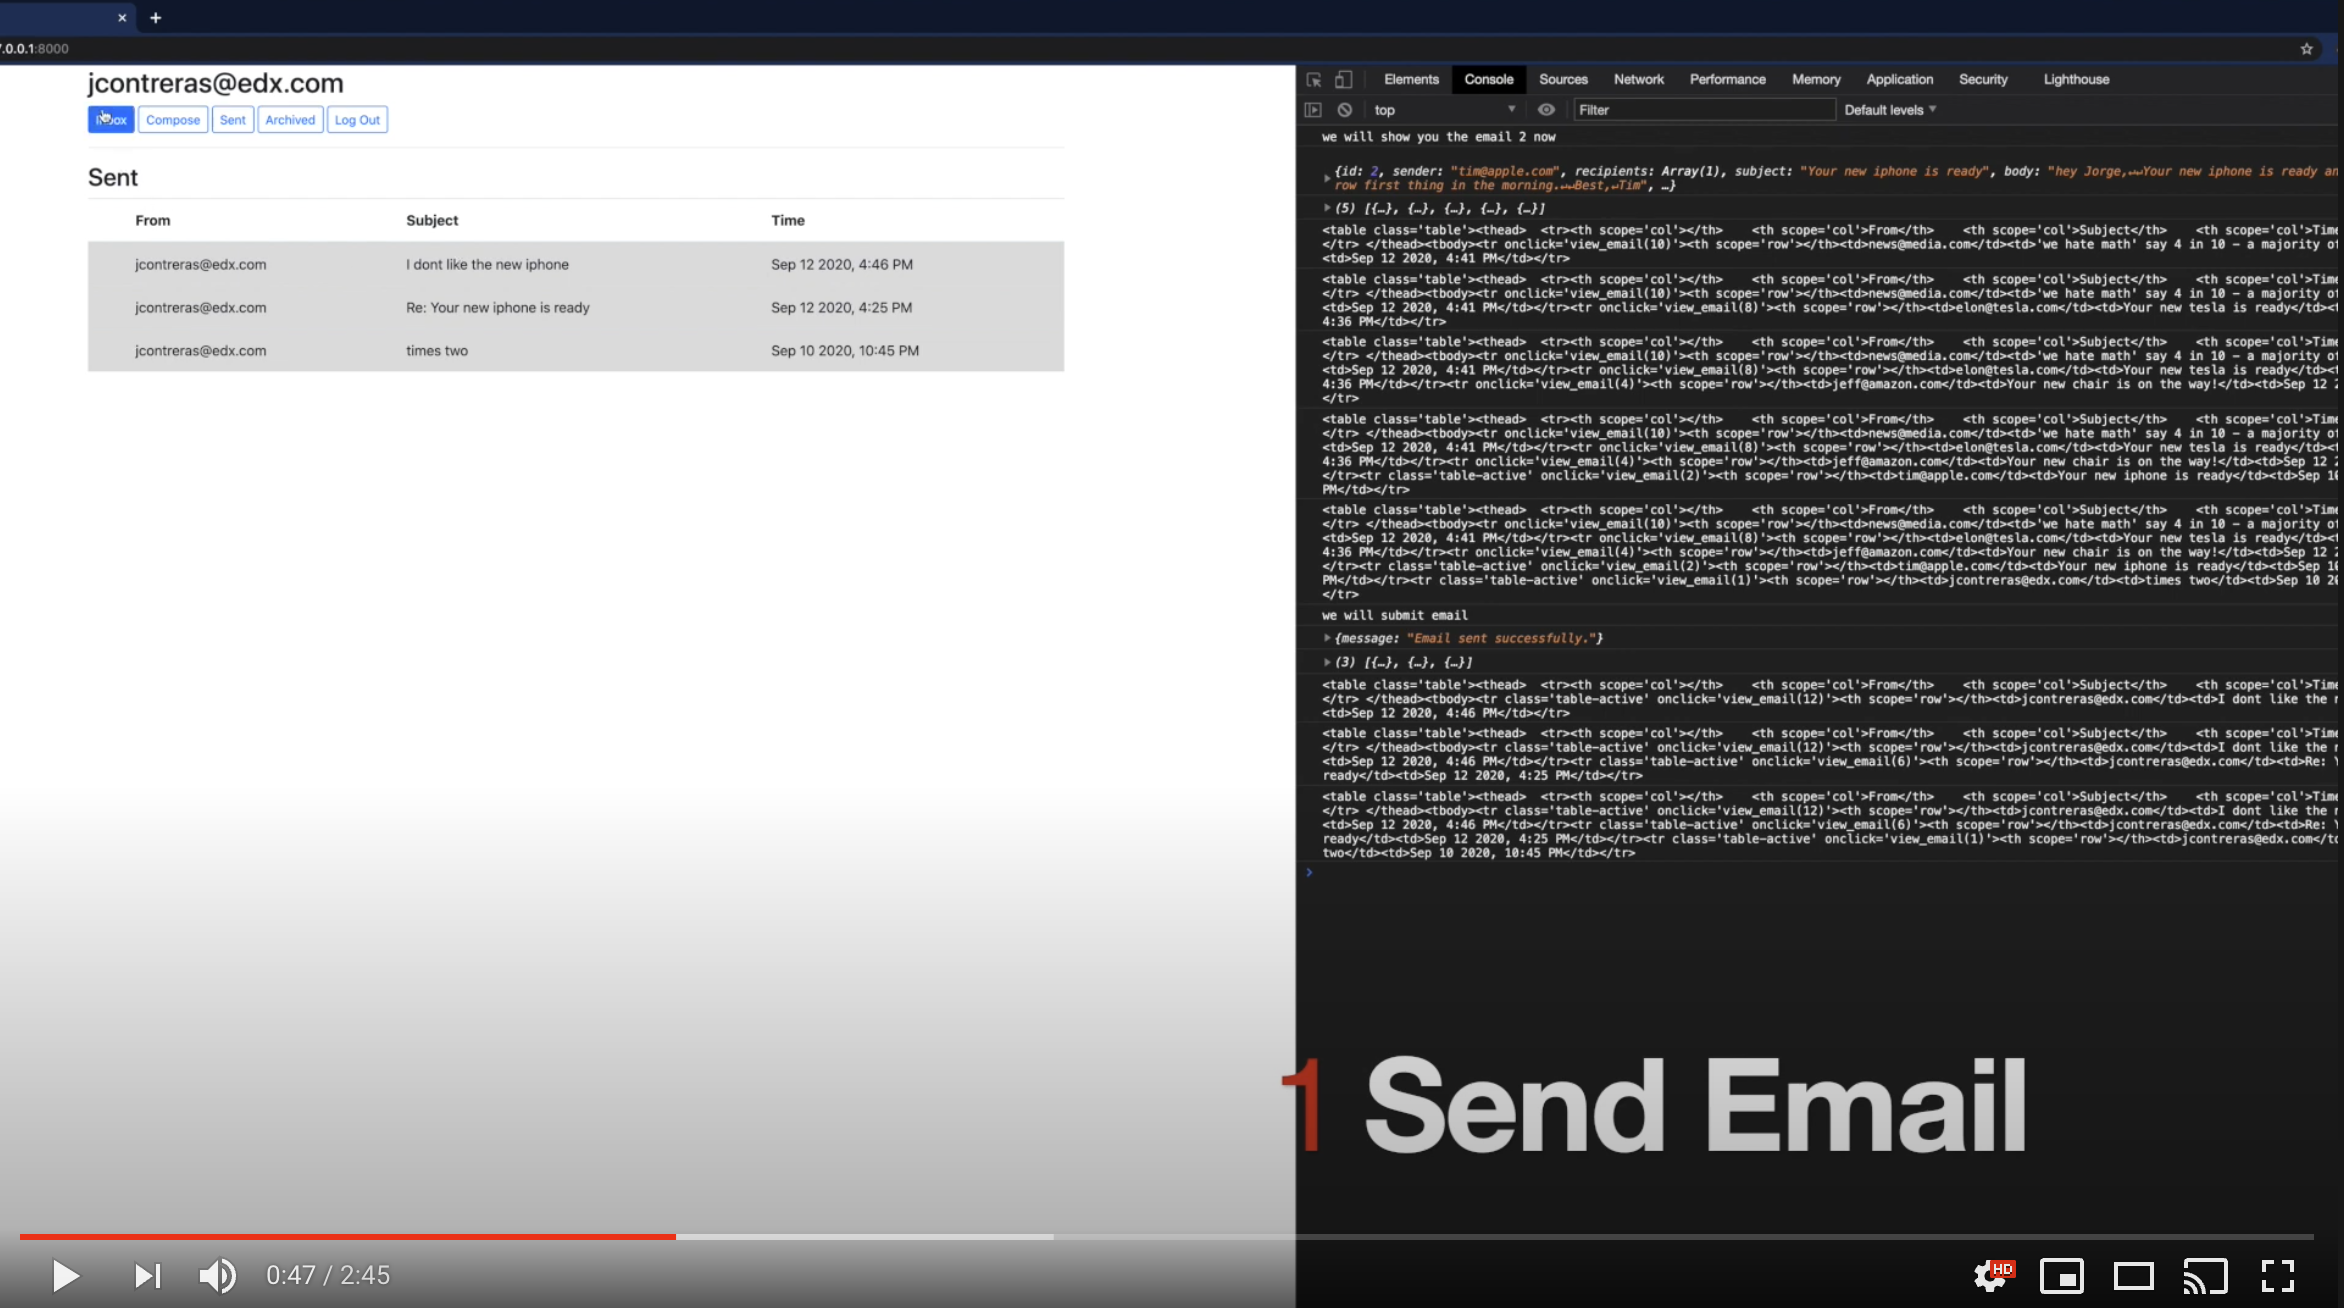 7.0.0.1:8000
jcontreras@edx.com
Compose Sent Archived Log Out
Sent
From Subject Time
jcontreras@edx.com I dont like the new iphone Sep 12 2020, 4:46 PM
jcontreras@edx.com Re: Your new iphone is ready Sep 12 2020, 4:25 PM
jcontreras@edx.com times two Sep 10 2020, 10:45 PM
Elements Console Sources Network Performance Memory Application Security Lighthouse
top Filter Default levels
we will show you the email 2 now
{id: 2, sender: "tim@apple.com", recipients: Array(1), subject: "Your new iphone is ready", body: "hey Jorge,↵↵Your new iphone is ready an
row first thing in the morning.↵↵Best,↵Tim", …}
(5) [{…}, {…}, {…}, {…}, {…}]
<table class='table'><thead>  <tr><th scope='col'></th>    <th scope='col'>From</th>    <th scope='col'>Subject</th>    <th scope='col'>Time
</tr> </thead><tbody><tr onclick='view_email(10)'><th scope='row'></th><td>news@media.com</td><td>'we hate math' say 4 in 10 – a majority of
<td>Sep 12 2020, 4:41 PM</td></tr>
<table class='table'><thead>  <tr><th scope='col'></th>    <th scope='col'>From</th>    <th scope='col'>Subject</th>    <th scope='col'>Time
</tr> </thead><tbody><tr onclick='view_email(10)'><th scope='row'></th><td>news@media.com</td><td>'we hate math' say 4 in 10 – a majority of
<td>Sep 12 2020, 4:41 PM</td></tr><tr onclick='view_email(8)'><th scope='row'></th><td>elon@tesla.com</td><td>Your new tesla is ready</td><t
4:36 PM</td></tr>
<table class='table'><thead>  <tr><th scope='col'></th>    <th scope='col'>From</th>    <th scope='col'>Subject</th>    <th scope='col'>Time
</tr> </thead><tbody><tr onclick='view_email(10)'><th scope='row'></th><td>news@media.com</td><td>'we hate math' say 4 in 10 – a majority of
<td>Sep 12 2020, 4:41 PM</td></tr><tr onclick='view_email(8)'><th scope='row'></th><td>elon@tesla.com</td><td>Your new tesla is ready</td><t
4:36 PM</td></tr><tr onclick='view_email(4)'><th scope='row'></th><td>jeff@amazon.com</td><td>Your new chair is on the way!</td><td>Sep 12 2
</tr>
<table class='table'><thead>  <tr><th scope='col'></th>    <th scope='col'>From</th>    <th scope='col'>Subject</th>    <th scope='col'>Time
</tr> </thead><tbody><tr onclick='view_email(10)'><th scope='row'></th><td>news@media.com</td><td>'we hate math' say 4 in 10 – a majority of
<td>Sep 12 2020, 4:41 PM</td></tr><tr onclick='view_email(8)'><th scope='row'></th><td>elon@tesla.com</td><td>Your new tesla is ready</td><t
4:36 PM</td></tr><tr onclick='view_email(4)'><th scope='row'></th><td>jeff@amazon.com</td><td>Your new chair is on the way!</td><td>Sep 12 2
</tr><tr class='table-active' onclick='view_email(2)'><th scope='row'></th><td>tim@apple.com</td><td>Your new iphone is ready</td><td>Sep 10
PM</td></tr>
<table class='table'><thead>  <tr><th scope='col'></th>    <th scope='col'>From</th>    <th scope='col'>Subject</th>    <th scope='col'>Time
</tr> </thead><tbody><tr onclick='view_email(10)'><th scope='row'></th><td>news@media.com</td><td>'we hate math' say 4 in 10 – a majority of
<td>Sep 12 2020, 4:41 PM</td></tr><tr onclick='view_email(8)'><th scope='row'></th><td>elon@tesla.com</td><td>Your new tesla is ready</td><t
4:36 PM</td></tr><tr onclick='view_email(4)'><th scope='row'></th><td>jeff@amazon.com</td><td>Your new chair is on the way!</td><td>Sep 12 2
</tr><tr class='table-active' onclick='view_email(2)'><th scope='row'></th><td>tim@apple.com</td><td>Your new iphone is ready</td><td>Sep 10
PM</td></tr><tr class='table-active' onclick='view_email(1)'><th scope='row'></th><td>jcontreras@edx.com</td><td>times two</td><td>Sep 10 20
</tr>
we will submit email
{message: "Email sent successfully."}
(3) [{…}, {…}, {…}]
<table class='table'><thead>  <tr><th scope='col'></th>    <th scope='col'>From</th>    <th scope='col'>Subject</th>    <th scope='col'>Time
</tr> </thead><tbody><tr class='table-active' onclick='view_email(12)'><th scope='row'></th><td>jcontreras@edx.com</td><td>I dont like the n
<td>Sep 12 2020, 4:46 PM</td></tr>
<table class='table'><thead>  <tr><th scope='col'></th>    <th scope='col'>From</th>    <th scope='col'>Subject</th>    <th scope='col'>Time
</tr> </thead><tbody><tr class='table-active' onclick='view_email(12)'><th scope='row'></th><td>jcontreras@edx.com</td><td>I dont like the n
<td>Sep 12 2020, 4:46 PM</td></tr><tr class='table-active' onclick='view_email(6)'><th scope='row'></th><td>jcontreras@edx.com</td><td>Re: Y
ready</td><td>Sep 12 2020, 4:25 PM</td></tr>
<table class='table'><thead>  <tr><th scope='col'></th>    <th scope='col'>From</th>    <th scope='col'>Subject</th>    <th scope='col'>Time
</tr> </thead><tbody><tr class='table-active' onclick='view_email(12)'><th scope='row'></th><td>jcontreras@edx.com</td><td>I dont like the n
<td>Sep 12 2020, 4:46 PM</td></tr><tr class='table-active' onclick='view_email(6)'><th scope='row'></th><td>jcontreras@edx.com</td><td>Re: Y
ready</td><td>Sep 12 2020, 4:25 PM</td></tr><tr class='table-active' onclick='view_email(1)'><th scope='row'></th><td>jcontreras@edx.com</td
two</td><td>Sep 10 2020, 10:45 PM</td></tr>
1 Send Email
0:47 / 2:45
HD